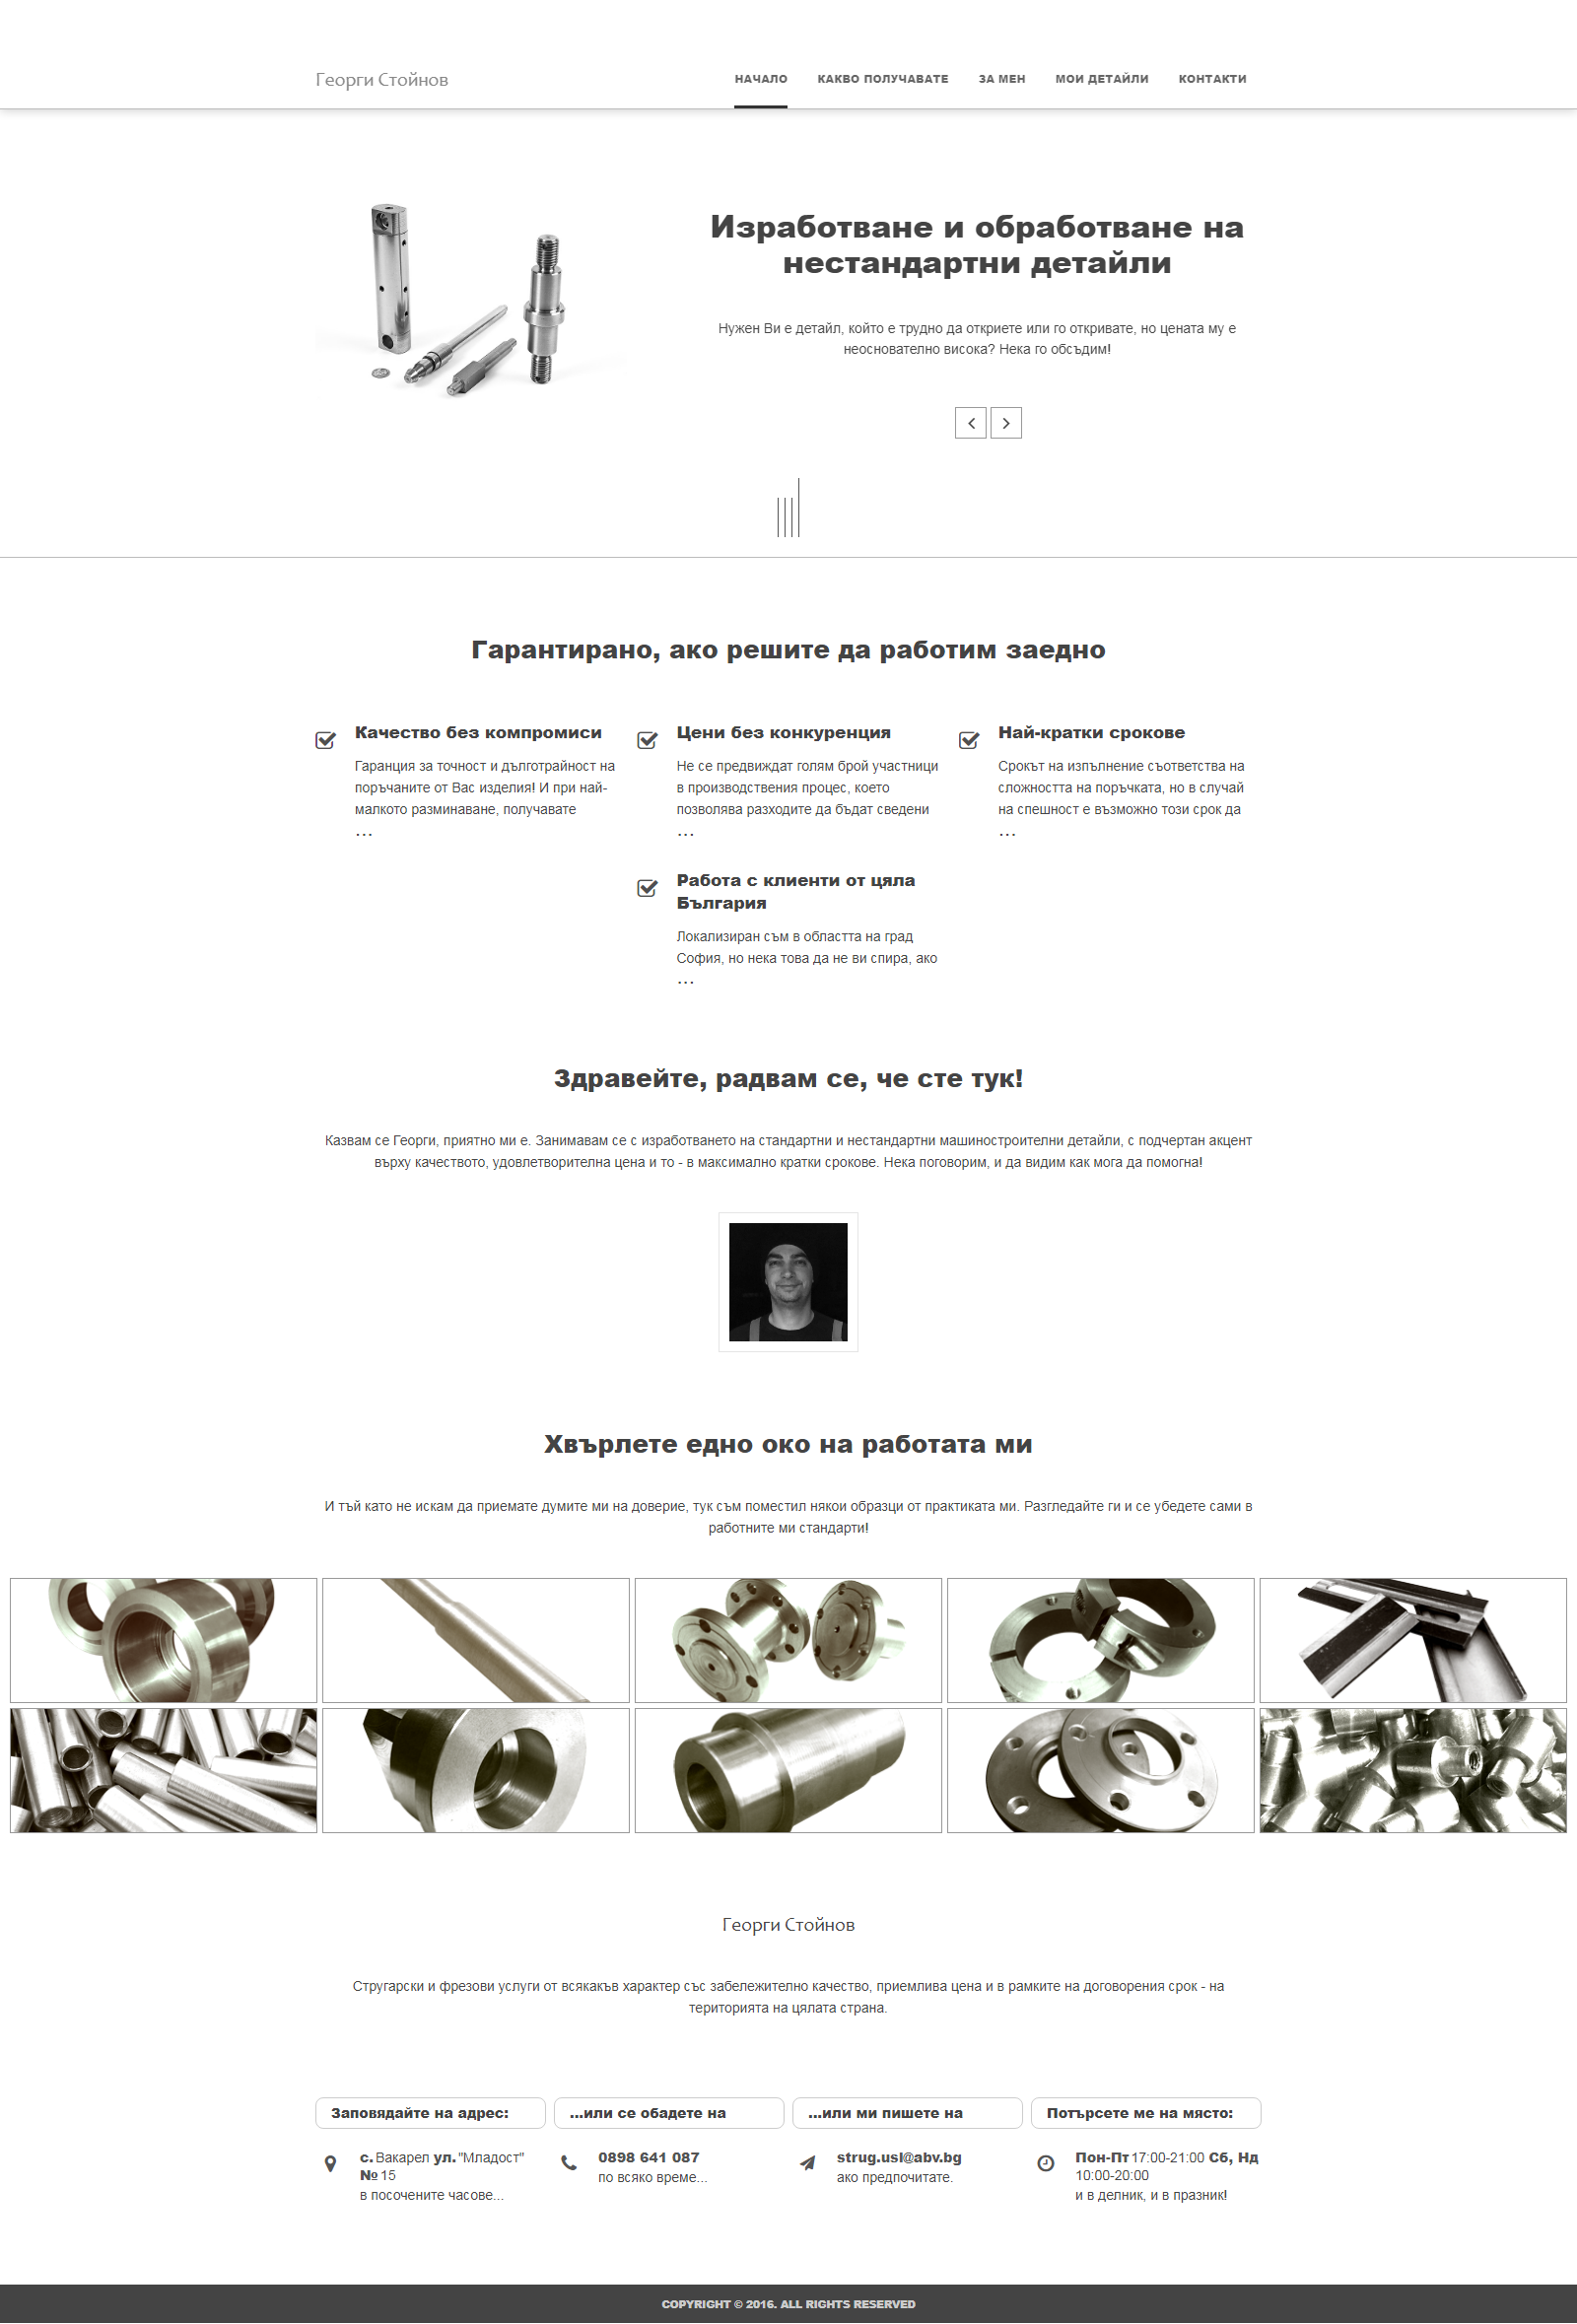 Георги Стойнов
НАЧАЛО
КАКВО ПОЛУЧАВАТЕ
ЗА МЕН
МОИ ДЕТАЙЛИ
КОНТАКТИ
Изработване и обработване на
нестандартни детайли
Нужен Ви е детайл, който е трудно да откриете или го откривате, но цената му е
неоснователно висока? Нека го обсъдим!
Гарантирано, ако решите да работим заедно
Качество без компромиси
Гаранция за точност и дълготрайност на
поръчаните от Вас изделия! И при най-
малкото разминаване, получавате
...
Цени без конкуренция
Не се предвиждат голям брой участници
в производствения процес, което
позволява разходите да бъдат сведени
...
Най-кратки срокове
Срокът на изпълнение съответства на
сложността на поръчката, но в случай
на спешност е възможно този срок да
...
Работа с клиенти от цяла
България
Локализиран съм в областта на град
София, но нека това да не ви спира, ако
...
Здравейте, радвам се, че сте тук!
Казвам се Георги, приятно ми е. Занимавам се с изработването на стандартни и нестандартни машиностроителни детайли, с подчертан акцент
върху качеството, удовлетворителна цена и то - в максимално кратки срокове. Нека поговорим, и да видим как мога да помогна!
Хвърлете едно око на работата ми
И тъй като не искам да приемате думите ми на доверие, тук съм поместил някои образци от практиката ми. Разгледайте ги и се убедете сами в
работните ми стандарти!
Георги Стойнов
Стругарски и фрезови услуги от всякакъв характер със забележително качество, приемлива цена и в рамките на договорения срок - на
територията на цялата страна.
Заповядайте на адрес:
с. Вакарел ул. "Младост"
№ 15
в посочените часове...
...или се обадете на
0898 641 087
по всяко време...
...или ми пишете на
strug.usl@abv.bg
ако предпочитате.
Потърсете ме на място:
Пон-Пт 17:00-21:00 Сб, Нд
10:00-20:00
и в делник, и в празник!
COPYRIGHT © 2016. ALL RIGHTS RESERVED